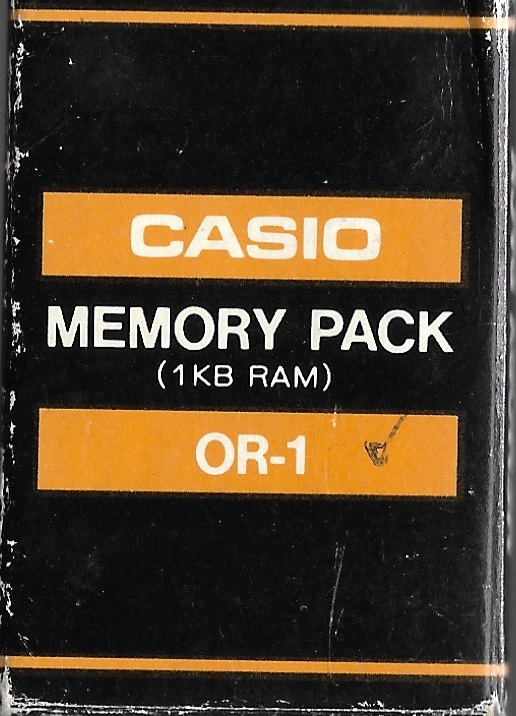 CASIO
MEMORY PACK
(1KB RAM)
OR-1